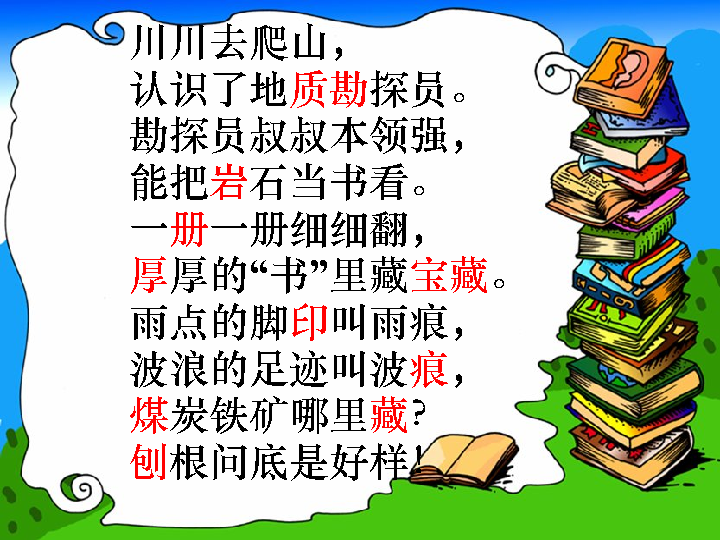 川川去爬山，
认识了地质勘探员。
勘探员叔叔本领强，
能把岩石当书看。
一册一册细细翻，
厚厚的“书”里藏宝藏。
雨点的脚印叫雨痕，
波浪的足迹叫波痕，
煤炭铁矿哪里藏？
刨根问底是好样！